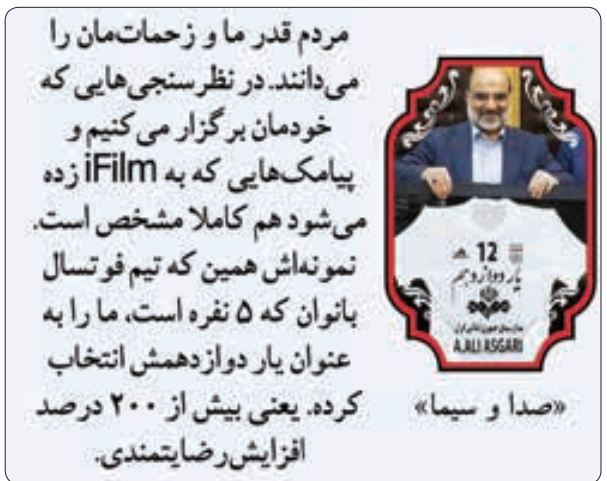 مردم قدر ما و زحمات‌مان را
می‌دانند. در نظرسنجی‌هایی که
خودمان برگزار می‌کنیم و
پیامک‌هایی که به iFilm زده
می‌شود هم کاملا مشخص است.
نمونه‌اش همین که تیم فوتسال
بانوان که ۵ نفره است، ما را به
عنوان یار دوازدهمش انتخاب
کرده. یعنی بیش از ۲۰۰ درصد
افزایش رضایتمندی.
12
یار دوازدهم
A.ALI ASGARI
«صدا و سیما»